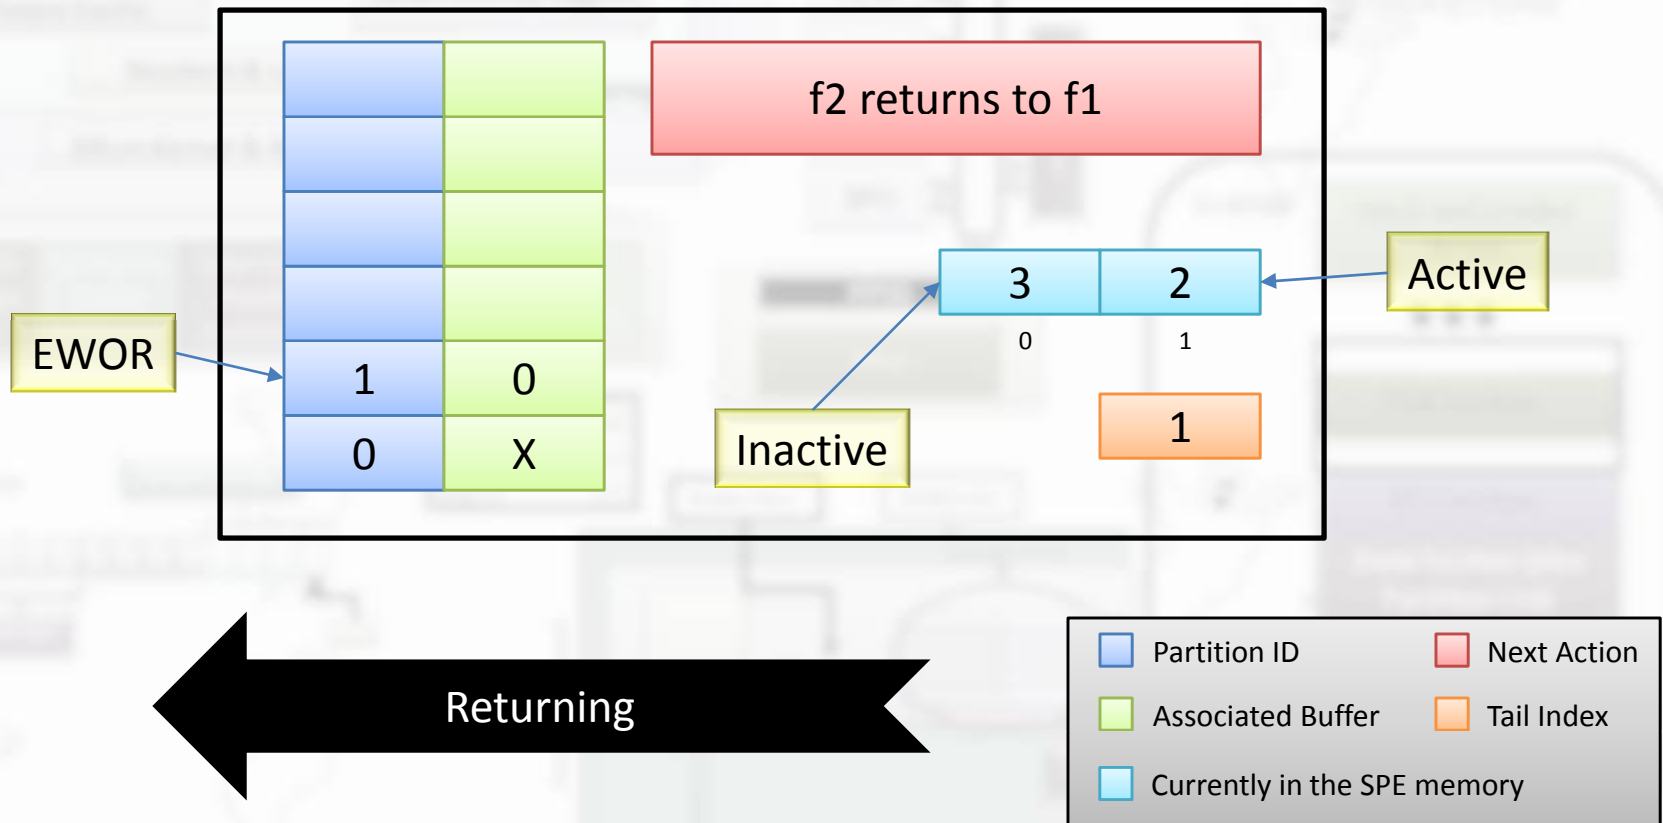 f2 returns to f1
3 2
Active
0 1
EWOR
1 0
1
Inactive
0 X
Returning
Partition ID
Next Action
Associated Buffer
Tail Index
Currently in the SPE memory